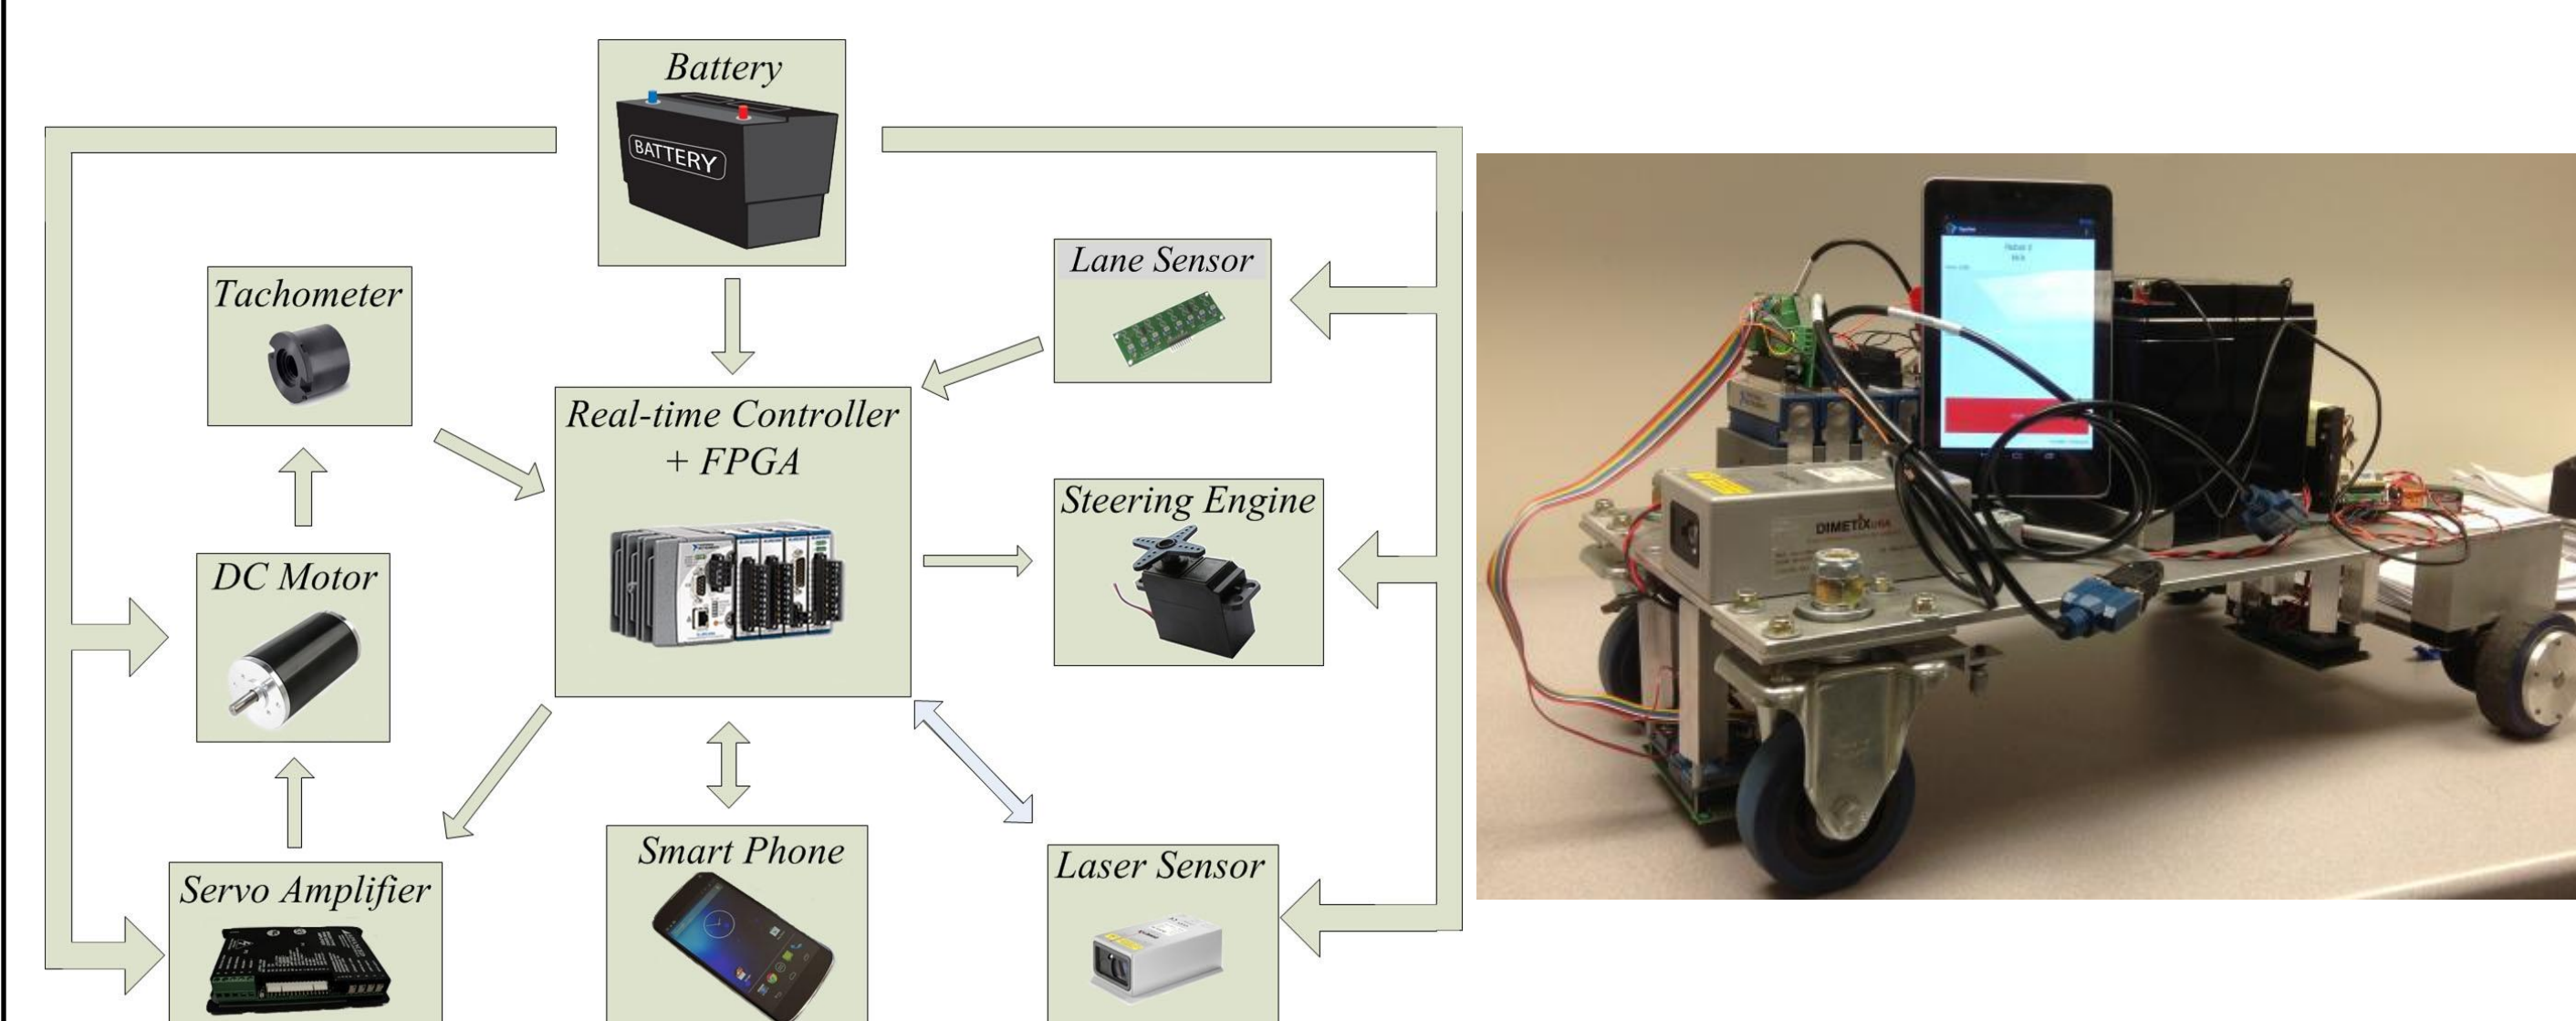 Battery
BATTERY
Tachometer
Lane Sensor
Real-time Controller
+ FPGA
Steering Engine
DC Motor
Servo Amplifier
Smart Phone
Laser Sensor
DIMETIX